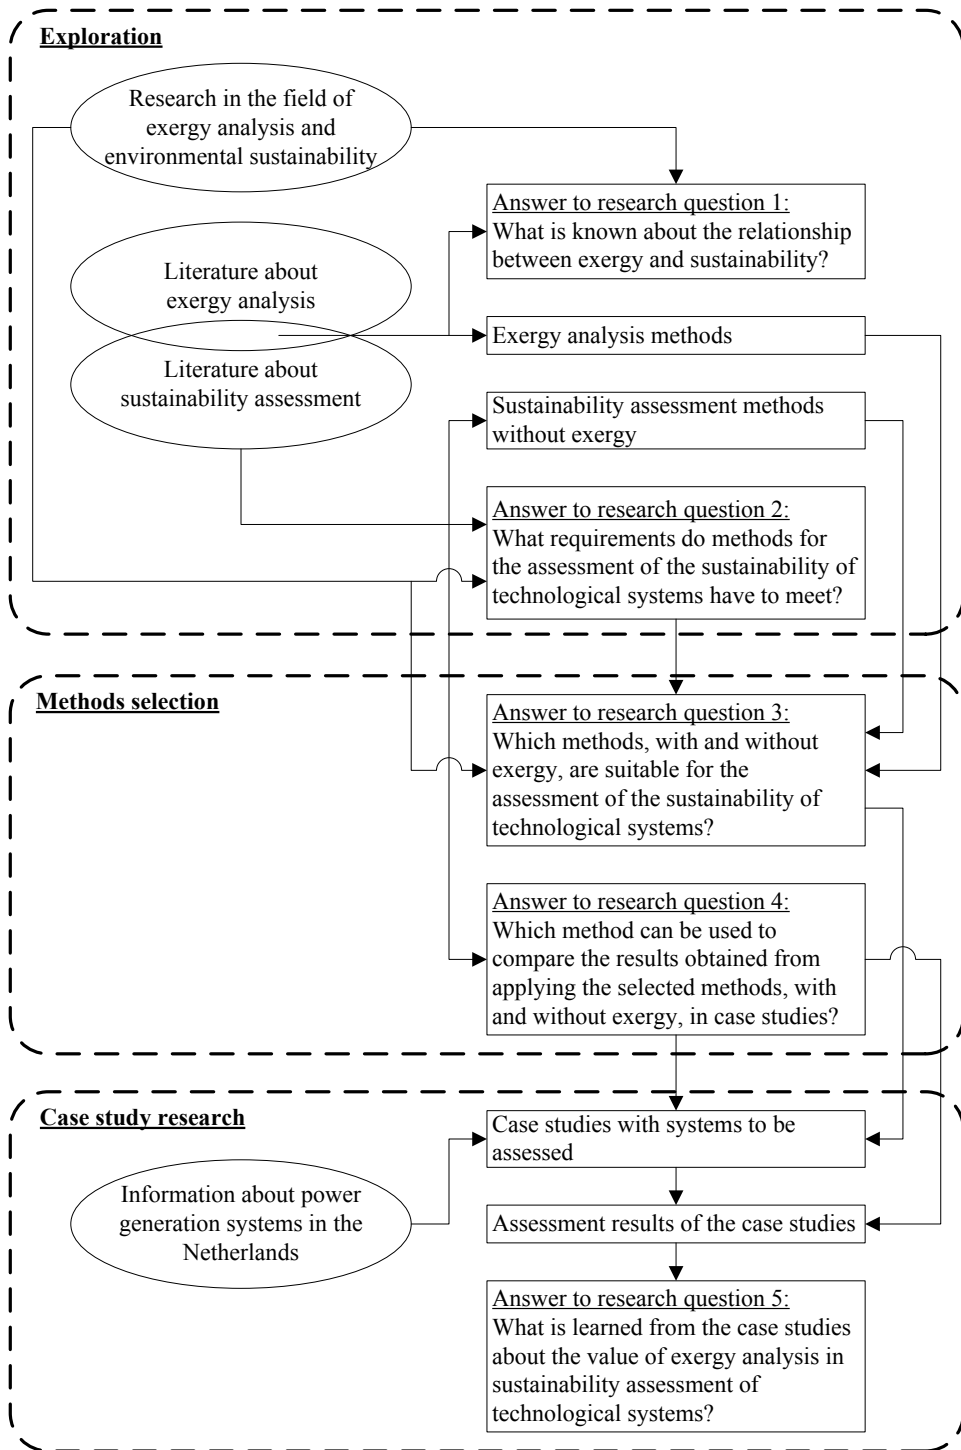 Exploration
Research in the field of
exergy analysis and
environmental sustainability
Answer to research question 1:
What is known about the relationship
between exergy and sustainability?
Literature about
exergy analysis
Exergy analysis methods
Literature about
sustainability assessment
Sustainability assessment methods
without exergy
Answer to research question 2:
What requirements do methods for
the assessment of the sustainability of
technological systems have to meet?
Methods selection
Answer to research question 3:
Which methods, with and without
exergy, are suitable for the
assessment of the sustainability of
technological systems?
Answer to research question 4:
Which method can be used to
compare the results obtained from
applying the selected methods, with
and without exergy, in case studies?
Case study research
Case studies with systems to be
assessed
Information about power
generation systems in the
Netherlands
Assessment results of the case studies
Answer to research question 5:
What is learned from the case studies
about the value of exergy analysis in
sustainability assessment of
technological systems?